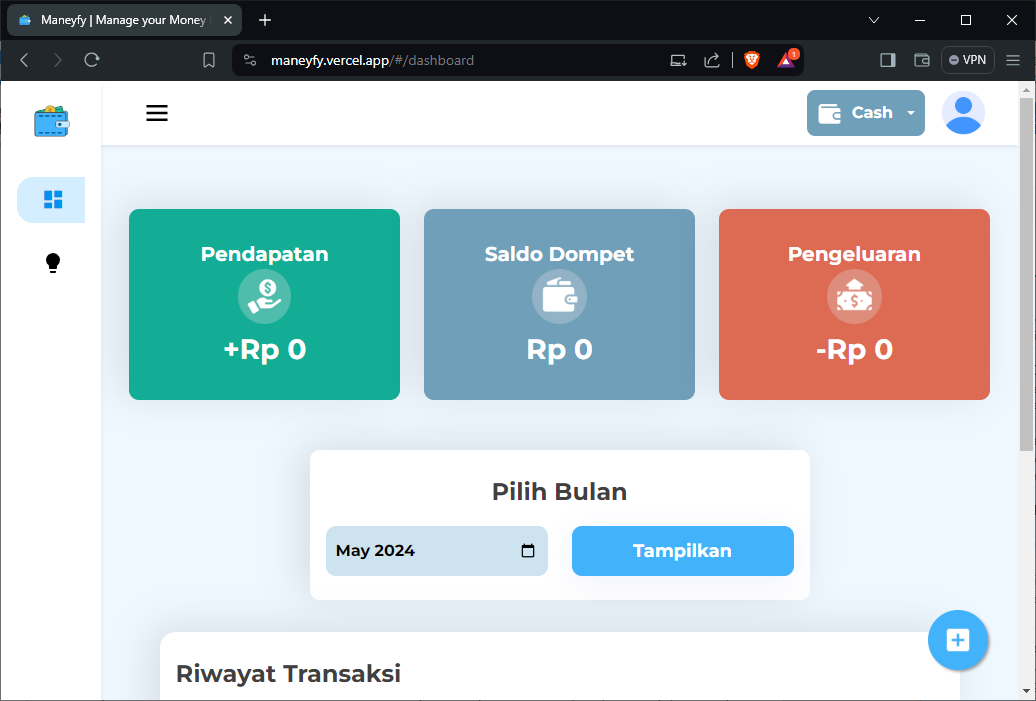 Maneyfy | Manage your Money
maneyfy.vercel.app/#/dashboard
1
VPN
Cash
Pendapatan
+Rp 0
Saldo Dompet
Rp 0
Pengeluaran
-Rp 0
Pilih Bulan
May 2024
Tampilkan
Riwayat Transaksi